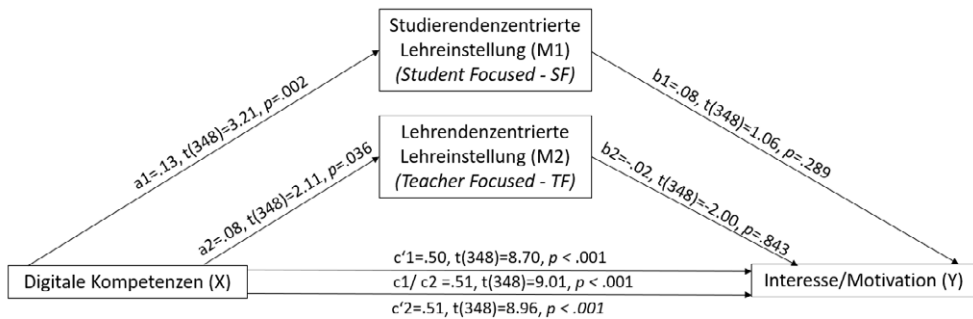 Studierendenzentrierte
Lehreinstellung (M1)
(Student Focused - SF)
a1=.13, t(348)=3.21, p=.002
b1=.08, t(348)=1.06, p=.289
Lehrendenzentrierte
Lehreinstellung (M2)
(Teacher Focused - TF)
a2=.08, t(348)=2.11, p=.036
b2=-.02, t(348)=-2.00, p=.843
c‘1=.50, t(348)=8.70, p < .001
Digitale Kompetenzen (X)
c1/ c2 =.51, t(348)=9.01, p < .001
Interesse/Motivation (Y)
c‘2=.51, t(348)=8.96, p < .001